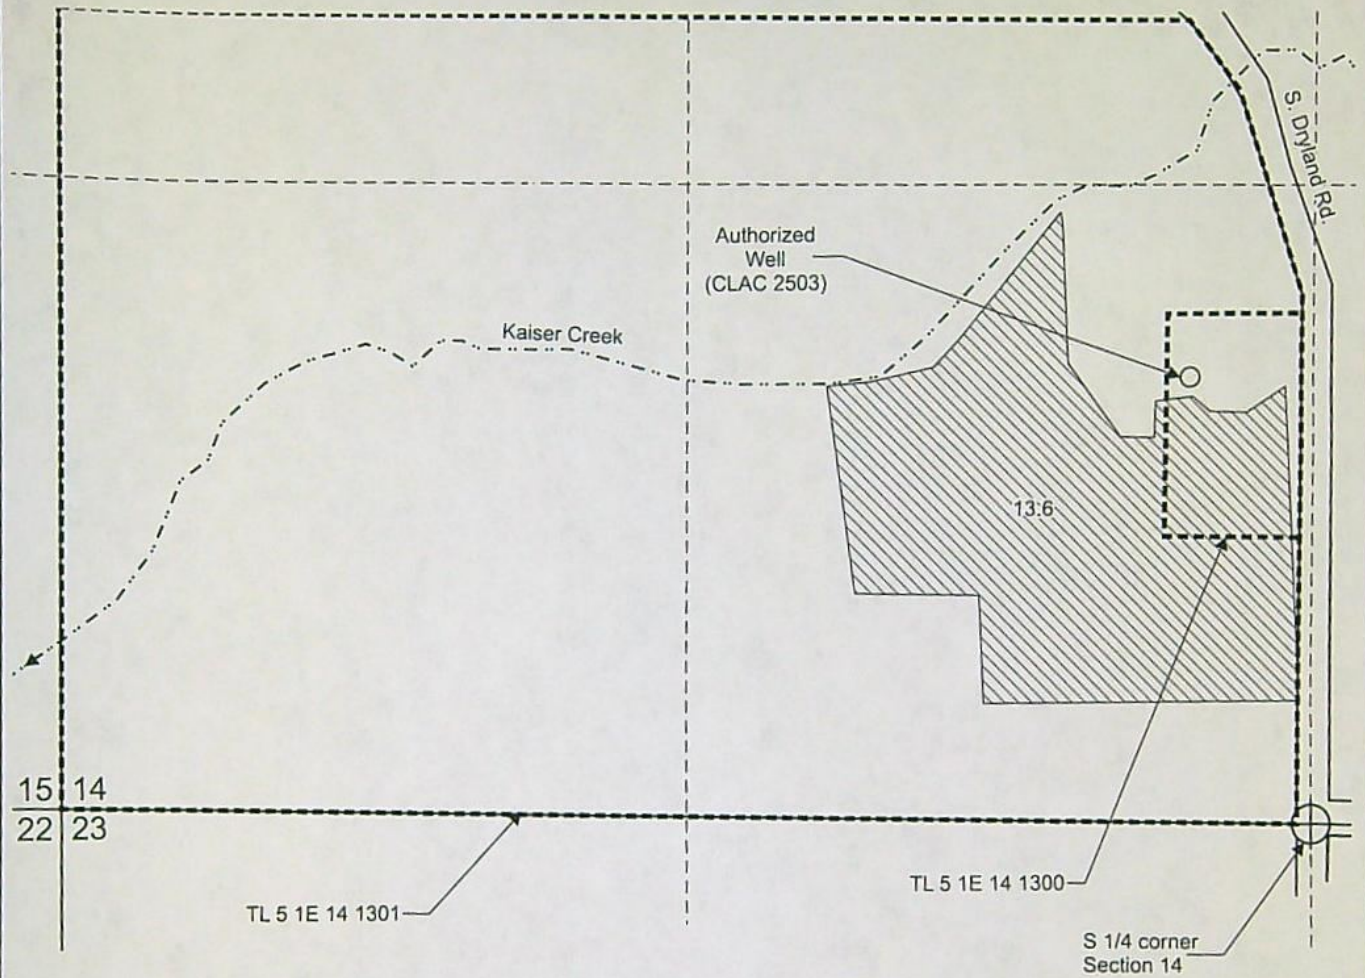 S. Dryland Rd.
Authorized
Well
(CLAC 2503)
Kaiser Creek
13.6
15 14
22 23
TL 5 1E 14 1300
TL 5 1E 14 1301
S 1/4 corner
Section 14